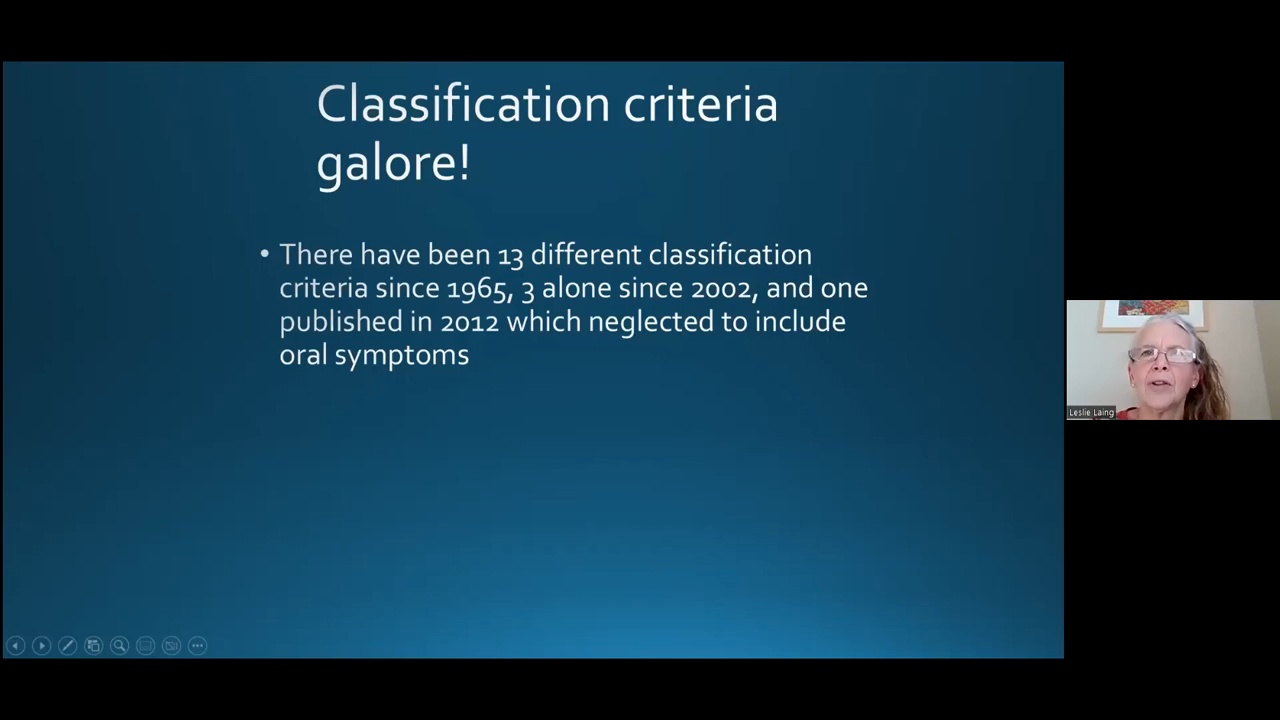 Classification criteria
galore!
• There have been 13 different classification
criteria since 1965, 3 alone since 2002, and one
published in 2012 which neglected to include
oral symptoms
Leslie Laing